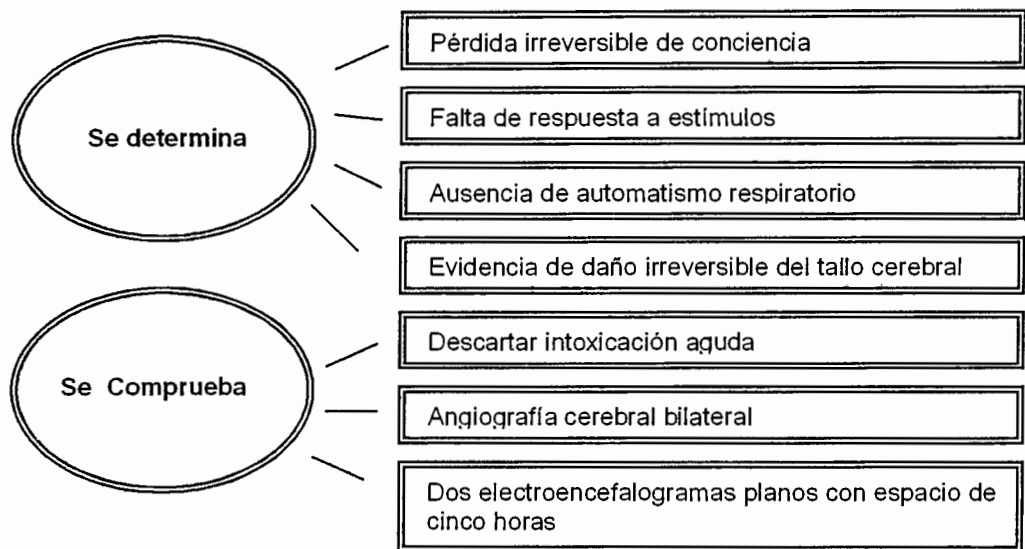 Se determina
Pérdida irreversible de conciencia
Falta de respuesta a estímulos
Ausencia de automatismo respiratorio
Evidencia de daño irreversible del tallo cerebral
Se Comprueba
Descartar intoxicación aguda
Angiografía cerebral bilateral
Dos electroencefalogramas planos con espacio de
cinco horas